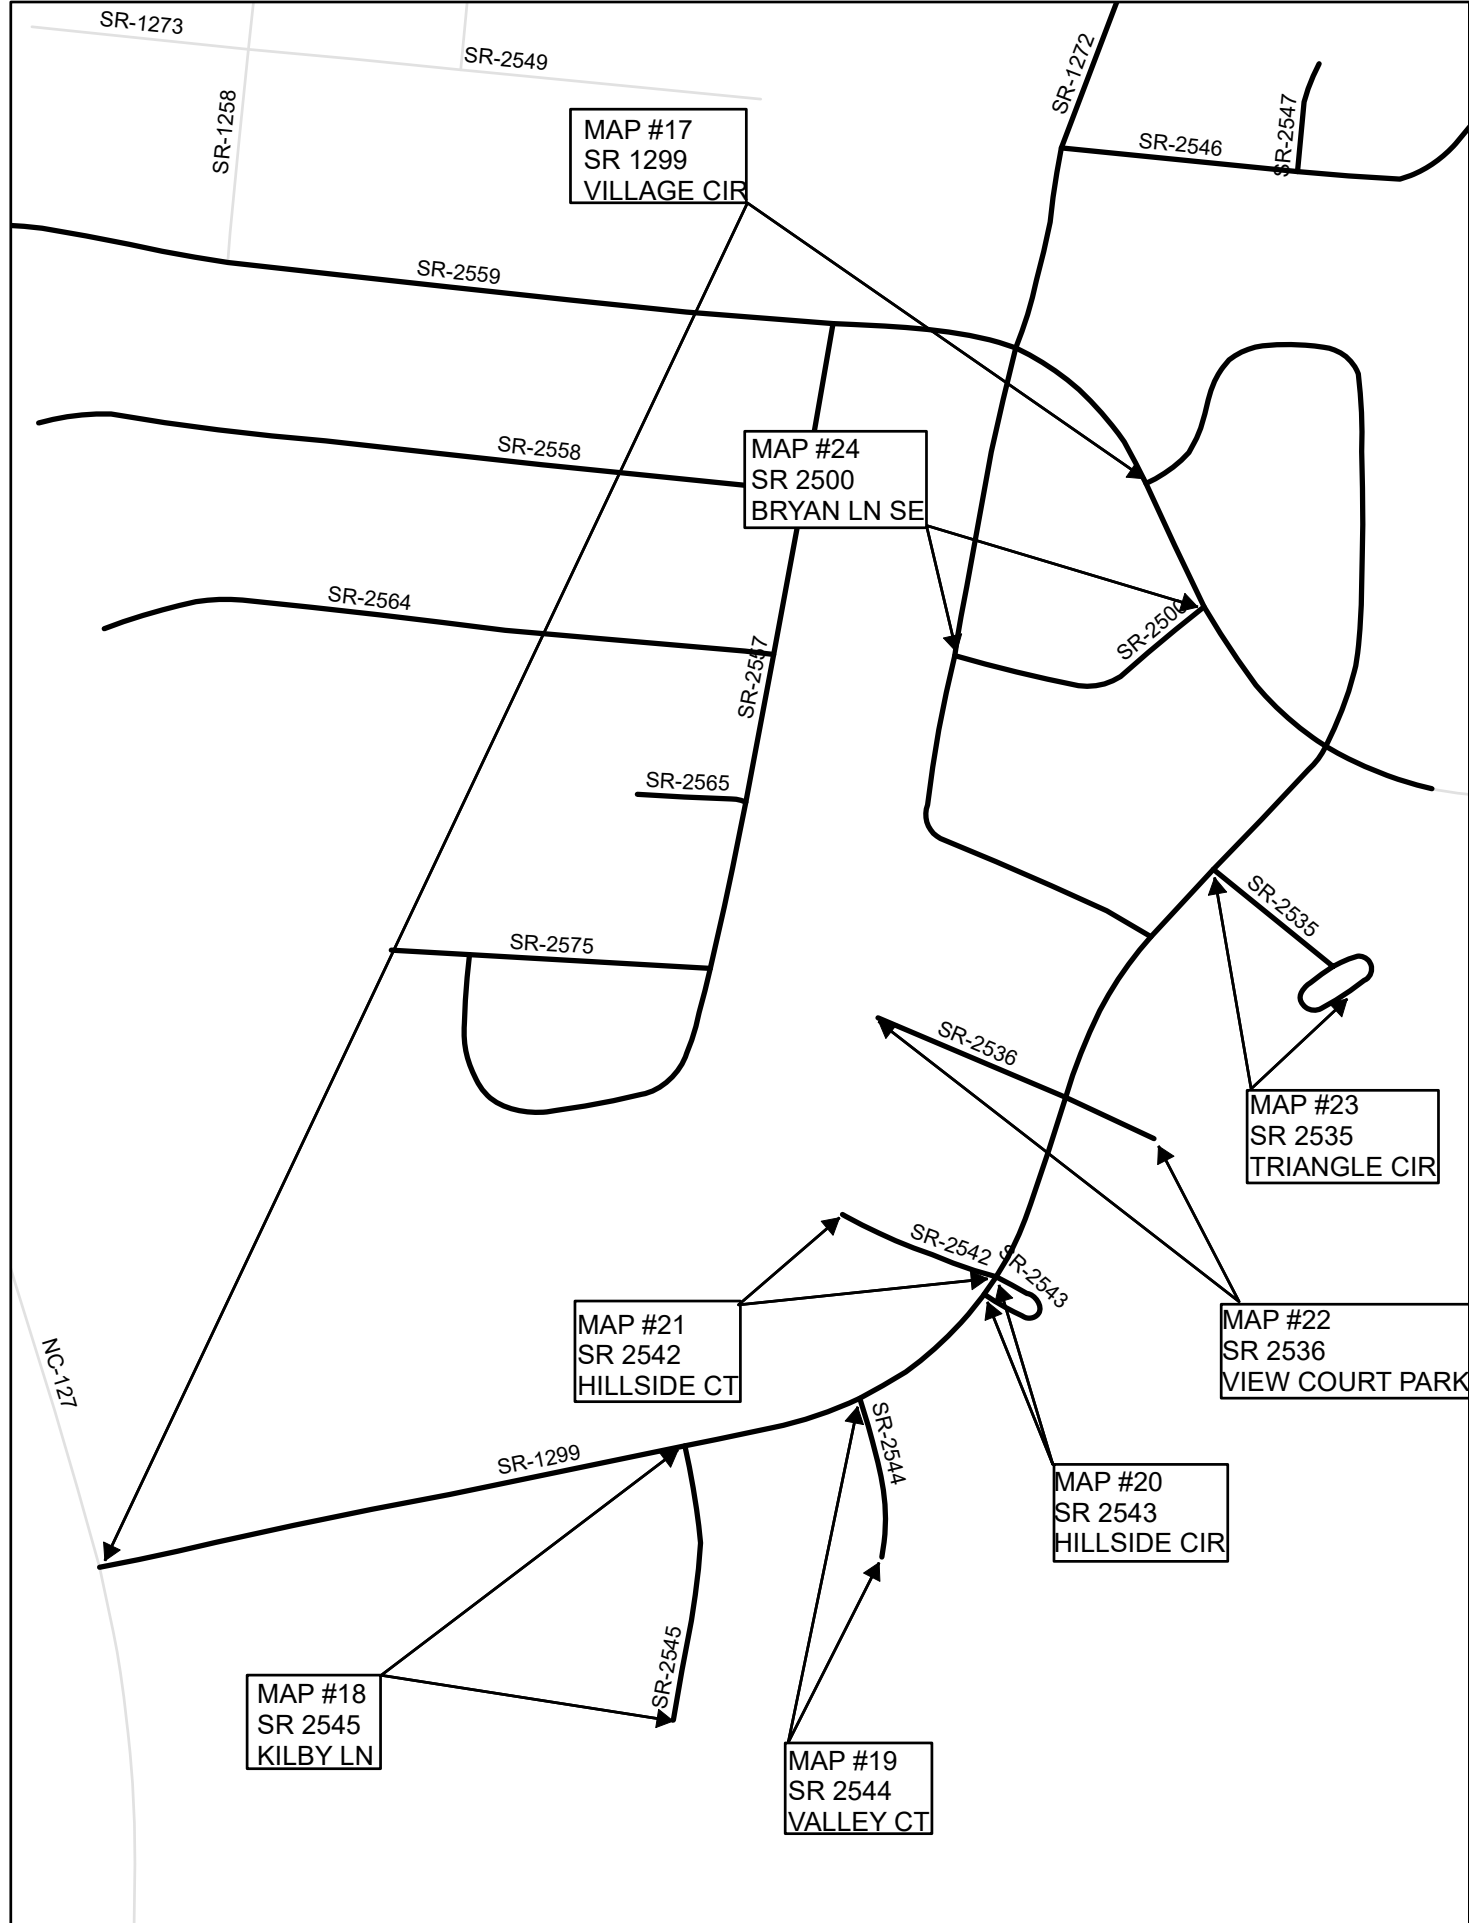 SR-1273
SR-2549
SR-1272
SR-1258
SR-2547
MAP #17
SR 1299
VILLAGE CIR
SR-2546
SR-2559
MAP #24
SR 2500
BRYAN LN SE
SR-2558
SR-2564
SR-2500
SR-2557
SR-2565
SR-2535
SR-2575
SR-2536
MAP #23
SR 2535
TRIANGLE CIR
SR-2542
SR-2543
MAP #21
SR 2542
HILLSIDE CT
MAP #22
SR 2536
VIEW COURT PARK
NC-127
SR-2544
SR-1299
MAP #20
SR 2543
HILLSIDE CIR
SR-2545
MAP #18
SR 2545
KILBY LN
MAP #19
SR 2544
VALLEY CT